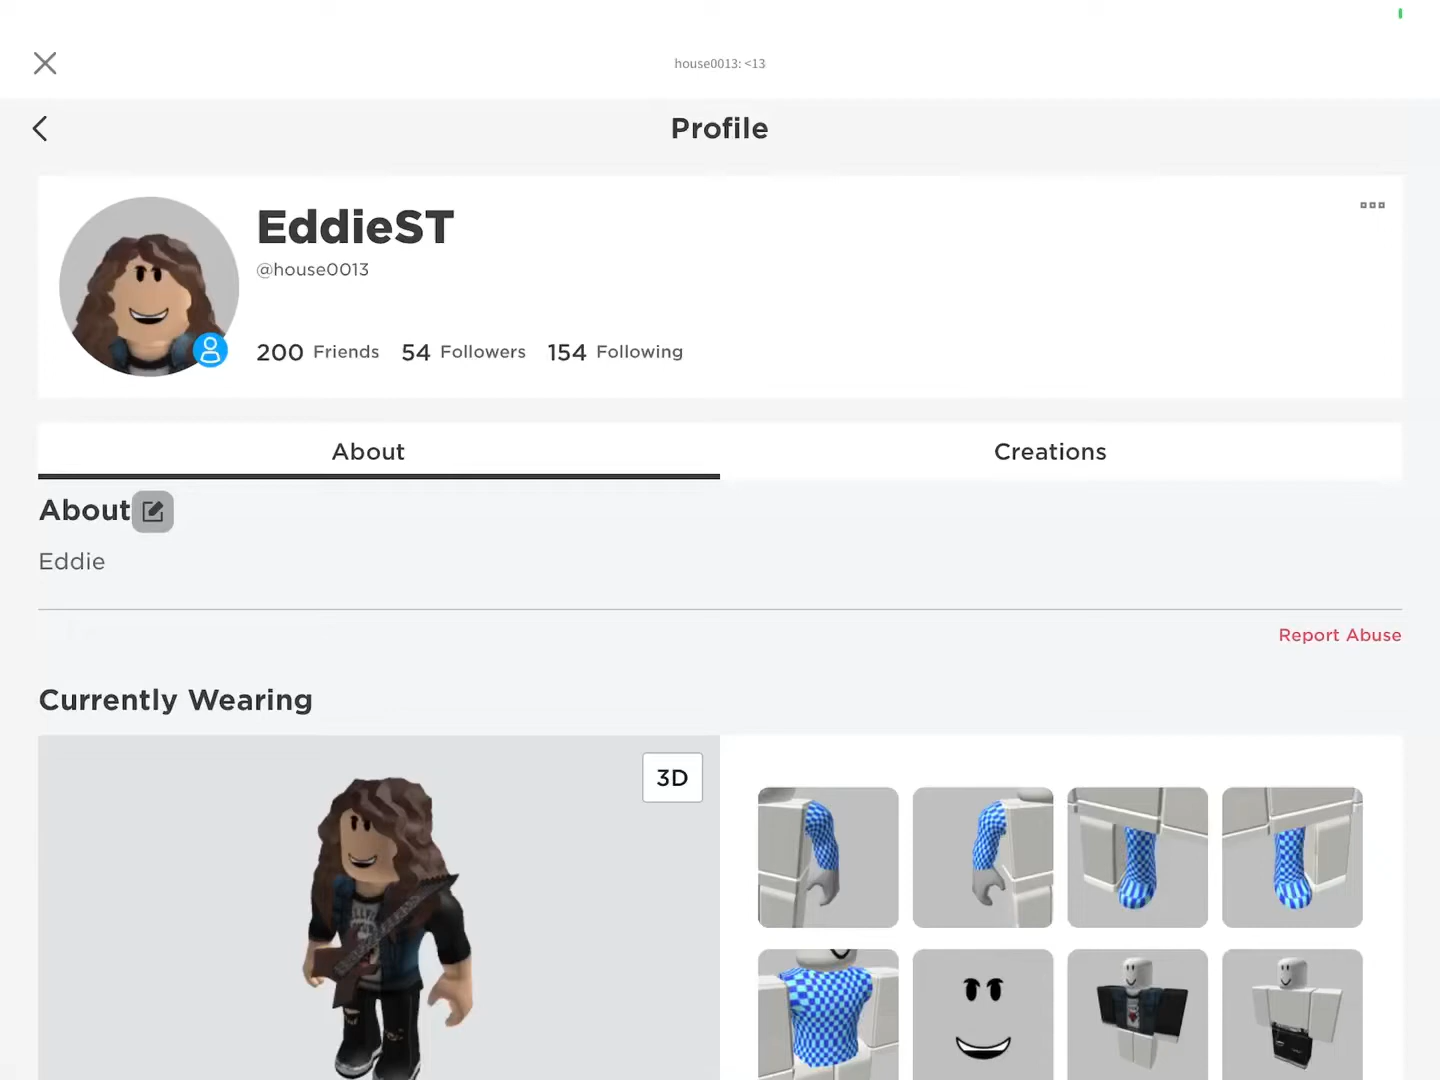 house0013: <13
Profile
EddieST
@house0013
200 Friends 54 Followers 154 Following
About
Creations
About
Eddie
Report Abuse
Currently Wearing
3D